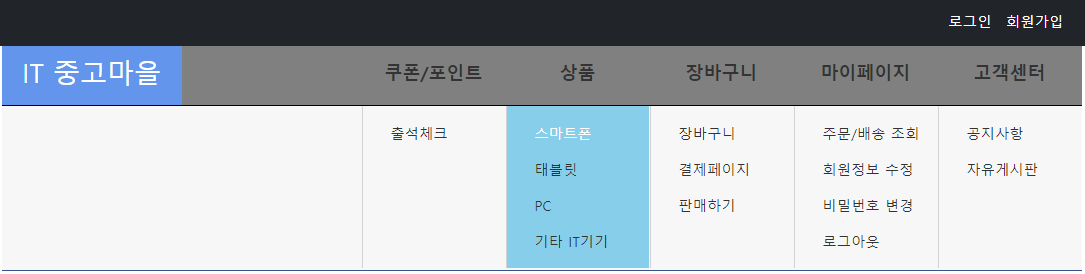 로그인 회원가입
IT 중고마을 쿠폰/포인트 상품 장바구니 마이페이지 고객센터
출석체크 스마트폰 장바구니 주문/배송 조회 공지사항
태블릿 결제페이지 회원정보 수정 자유게시판
PC 판매하기 비밀번호 변경
기타 IT기기 로그아웃